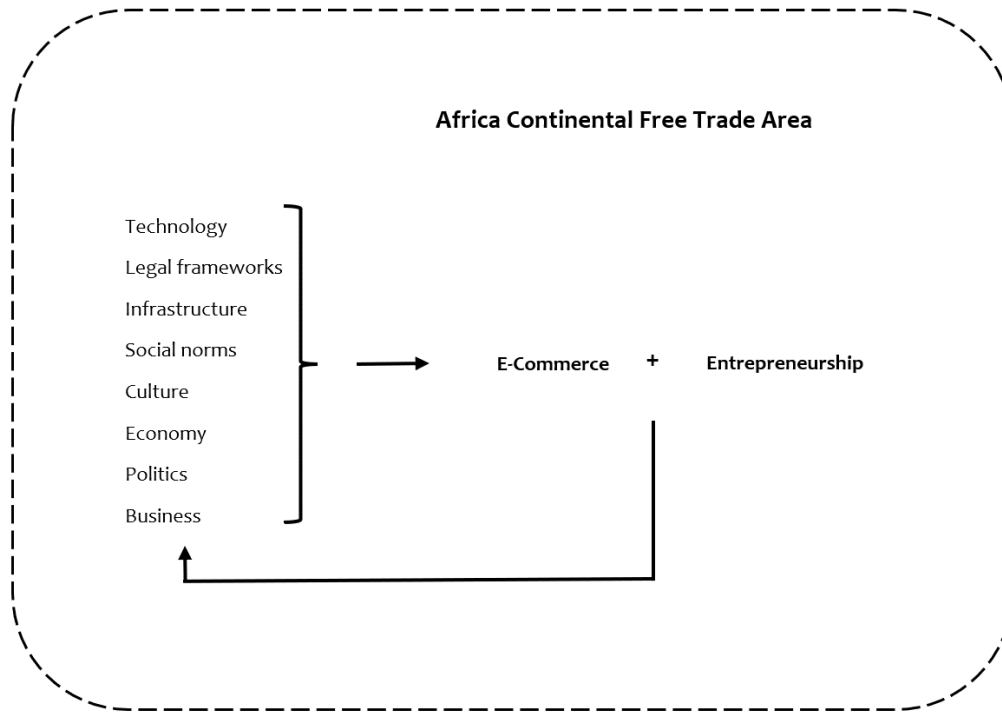 Africa Continental Free Trade Area
Technology
Legal frameworks
Infrastructure
Social norms
Culture
Economy
Politics
Business
E-Commerce + Entrepreneurship